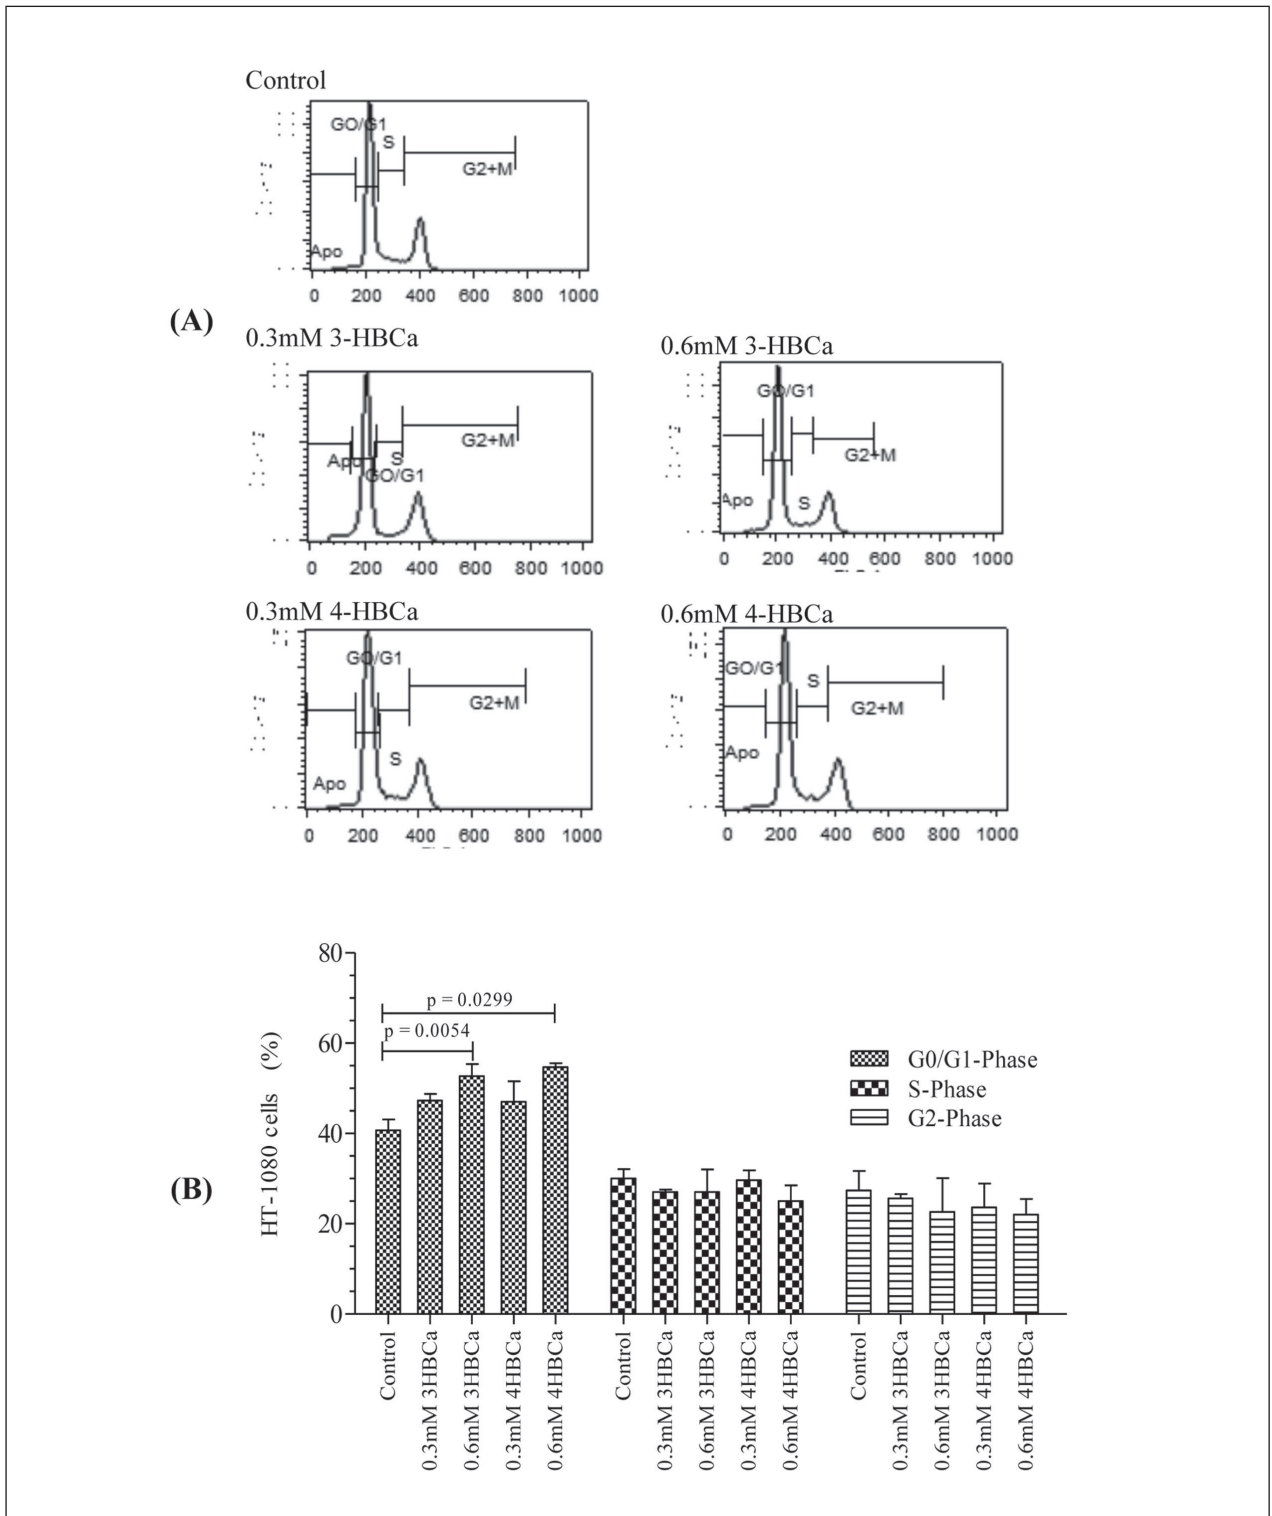 Control
GO/G1
S
G2+M
Apo
0 200 400 600 800 1000
(A)
0.3mM 3-HBCa
G2+M
Apo S
GO/G1
0 200 400 600 800 1000
0.6mM 3-HBCa
GO/G1
G2+M
Apo S
0 200 400 600 800 1000
0.3mM 4-HBCa
GO/G1
G2+M
S
Apo
0 200 400 600 800 1000
0.6mM 4-HBCa
GO/G1 S
G2+M
Apo
0 200 400 600 800 1000
(B)
HT-1080 cells (%)
80
60
40
20
0
p = 0.0299
p = 0.0054
G0/G1-Phase
S-Phase
G2-Phase
Control
0.3mM 3HBCa
0.6mM 3HBCa
0.3mM 4HBCa
0.6mM 4HBCa
Control
0.3mM 3HBCa
0.6mM 3HBCa
0.3mM 4HBCa
0.6mM 4HBCa
Control
0.3mM 3HBCa
0.6mM 3HBCa
0.3mM 4HBCa
0.6mM 4HBCa